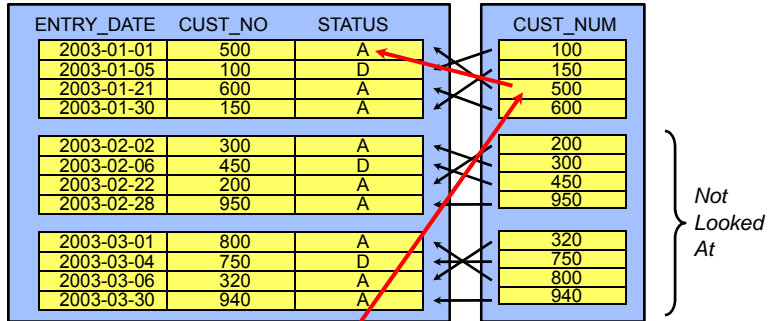 ENTRY_DATE CUST_NO STATUS CUST_NUM
2003-01-01 500 A 100
2003-01-05 100 D 150
2003-01-21 600 A 500
2003-01-30 150 A 600
2003-02-02 300 A 200
2003-02-06 450 D 300
2003-02-22 200 A 450
2003-02-28 950 A 950
2003-03-01 800 A 320
2003-03-04 750 D 750
2003-03-06 320 A 800
2003-03-30 940 A 940
Not
Looked
At